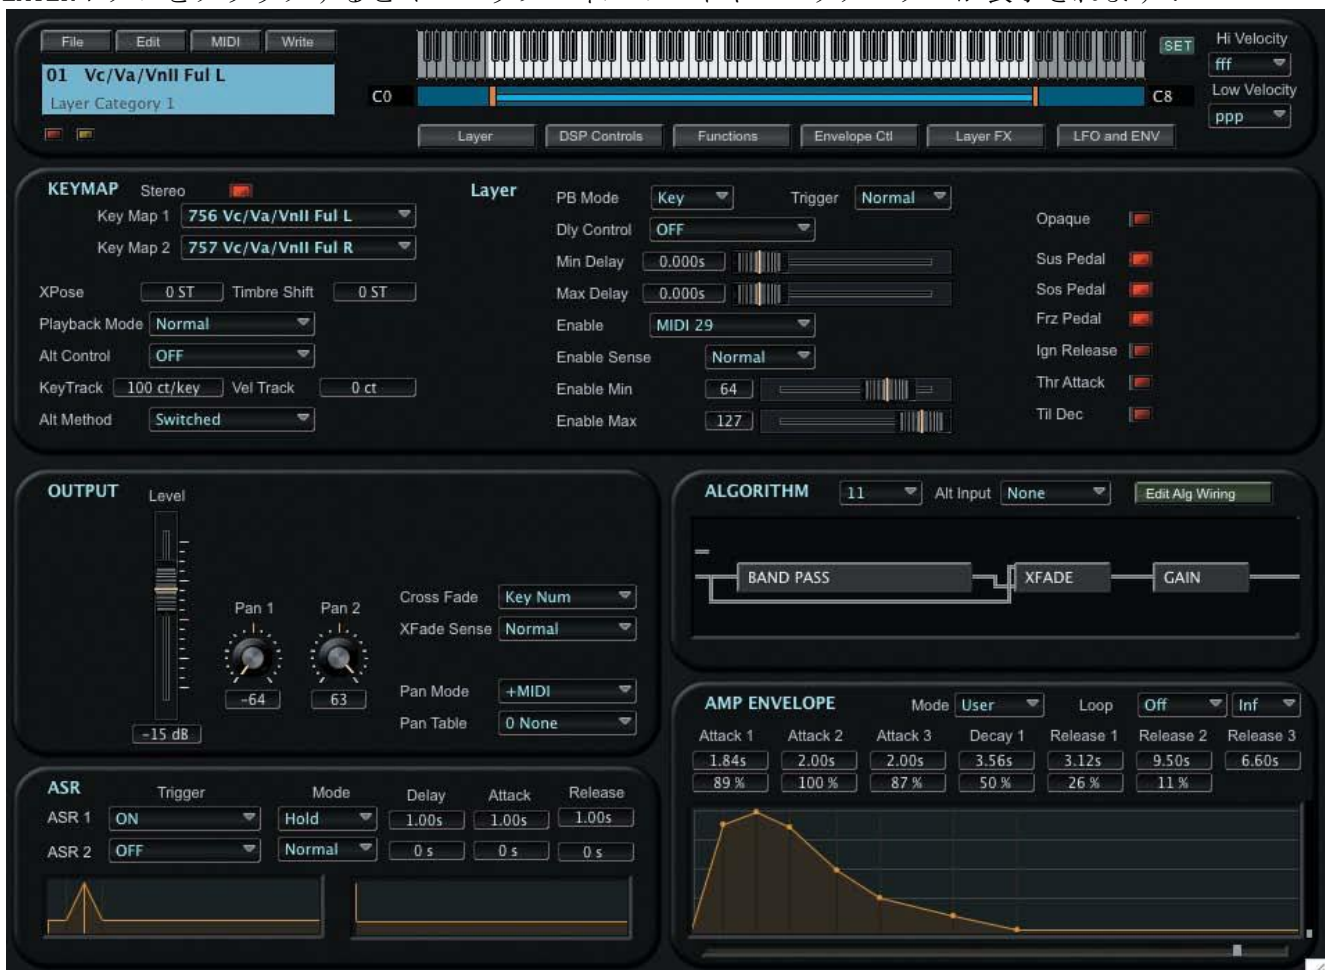 File Edit MIDI Write
01 Vc/Va/VnII Ful L
Layer Category 1
C0
C8
SET
Hi Velocity
fff
Low Velocity
ppp
Layer DSP Controls Functions Envelope Ctl Layer FX LFO and ENV
KEYMAP Stereo
Key Map 1 756 Vc/Va/VnII Ful L
Key Map 2 757 Vc/Va/VnII Ful R
XPose 0 ST Timbre Shift 0 ST
Playback Mode Normal
Alt Control OFF
KeyTrack 100 ct/key Vel Track 0 ct
Alt Method Switched
Layer
PB Mode Key Trigger Normal
Dly Control OFF
Min Delay 0.000s
Max Delay 0.000s
Enable MIDI 29
Enable Sense Normal
Enable Min 64
Enable Max 127
Opaque
Sus Pedal
Sos Pedal
Frz Pedal
Ign Release
Thr Attack
Til Dec
OUTPUT Level
-15 dB
Pan 1 Pan 2
-64 63
Cross Fade Key Num
XFade Sense Normal
Pan Mode +MIDI
Pan Table 0 None
ALGORITHM 11 Alt Input None Edit Alg Wiring
BAND PASS XFADE GAIN
AMP ENVELOPE Mode User Loop Off Inf
Attack 1 Attack 2 Attack 3 Decay 1 Release 1 Release 2 Release 3
1.84s 2.00s 2.00s 3.56s 3.12s 9.50s 6.60s
89 % 100 % 87 % 50 % 26 % 11 %
ASR Trigger Mode Delay Attack Release
ASR 1 ON Hold 1.00s 1.00s 1.00s
ASR 2 OFF Normal 0 s 0 s 0 s